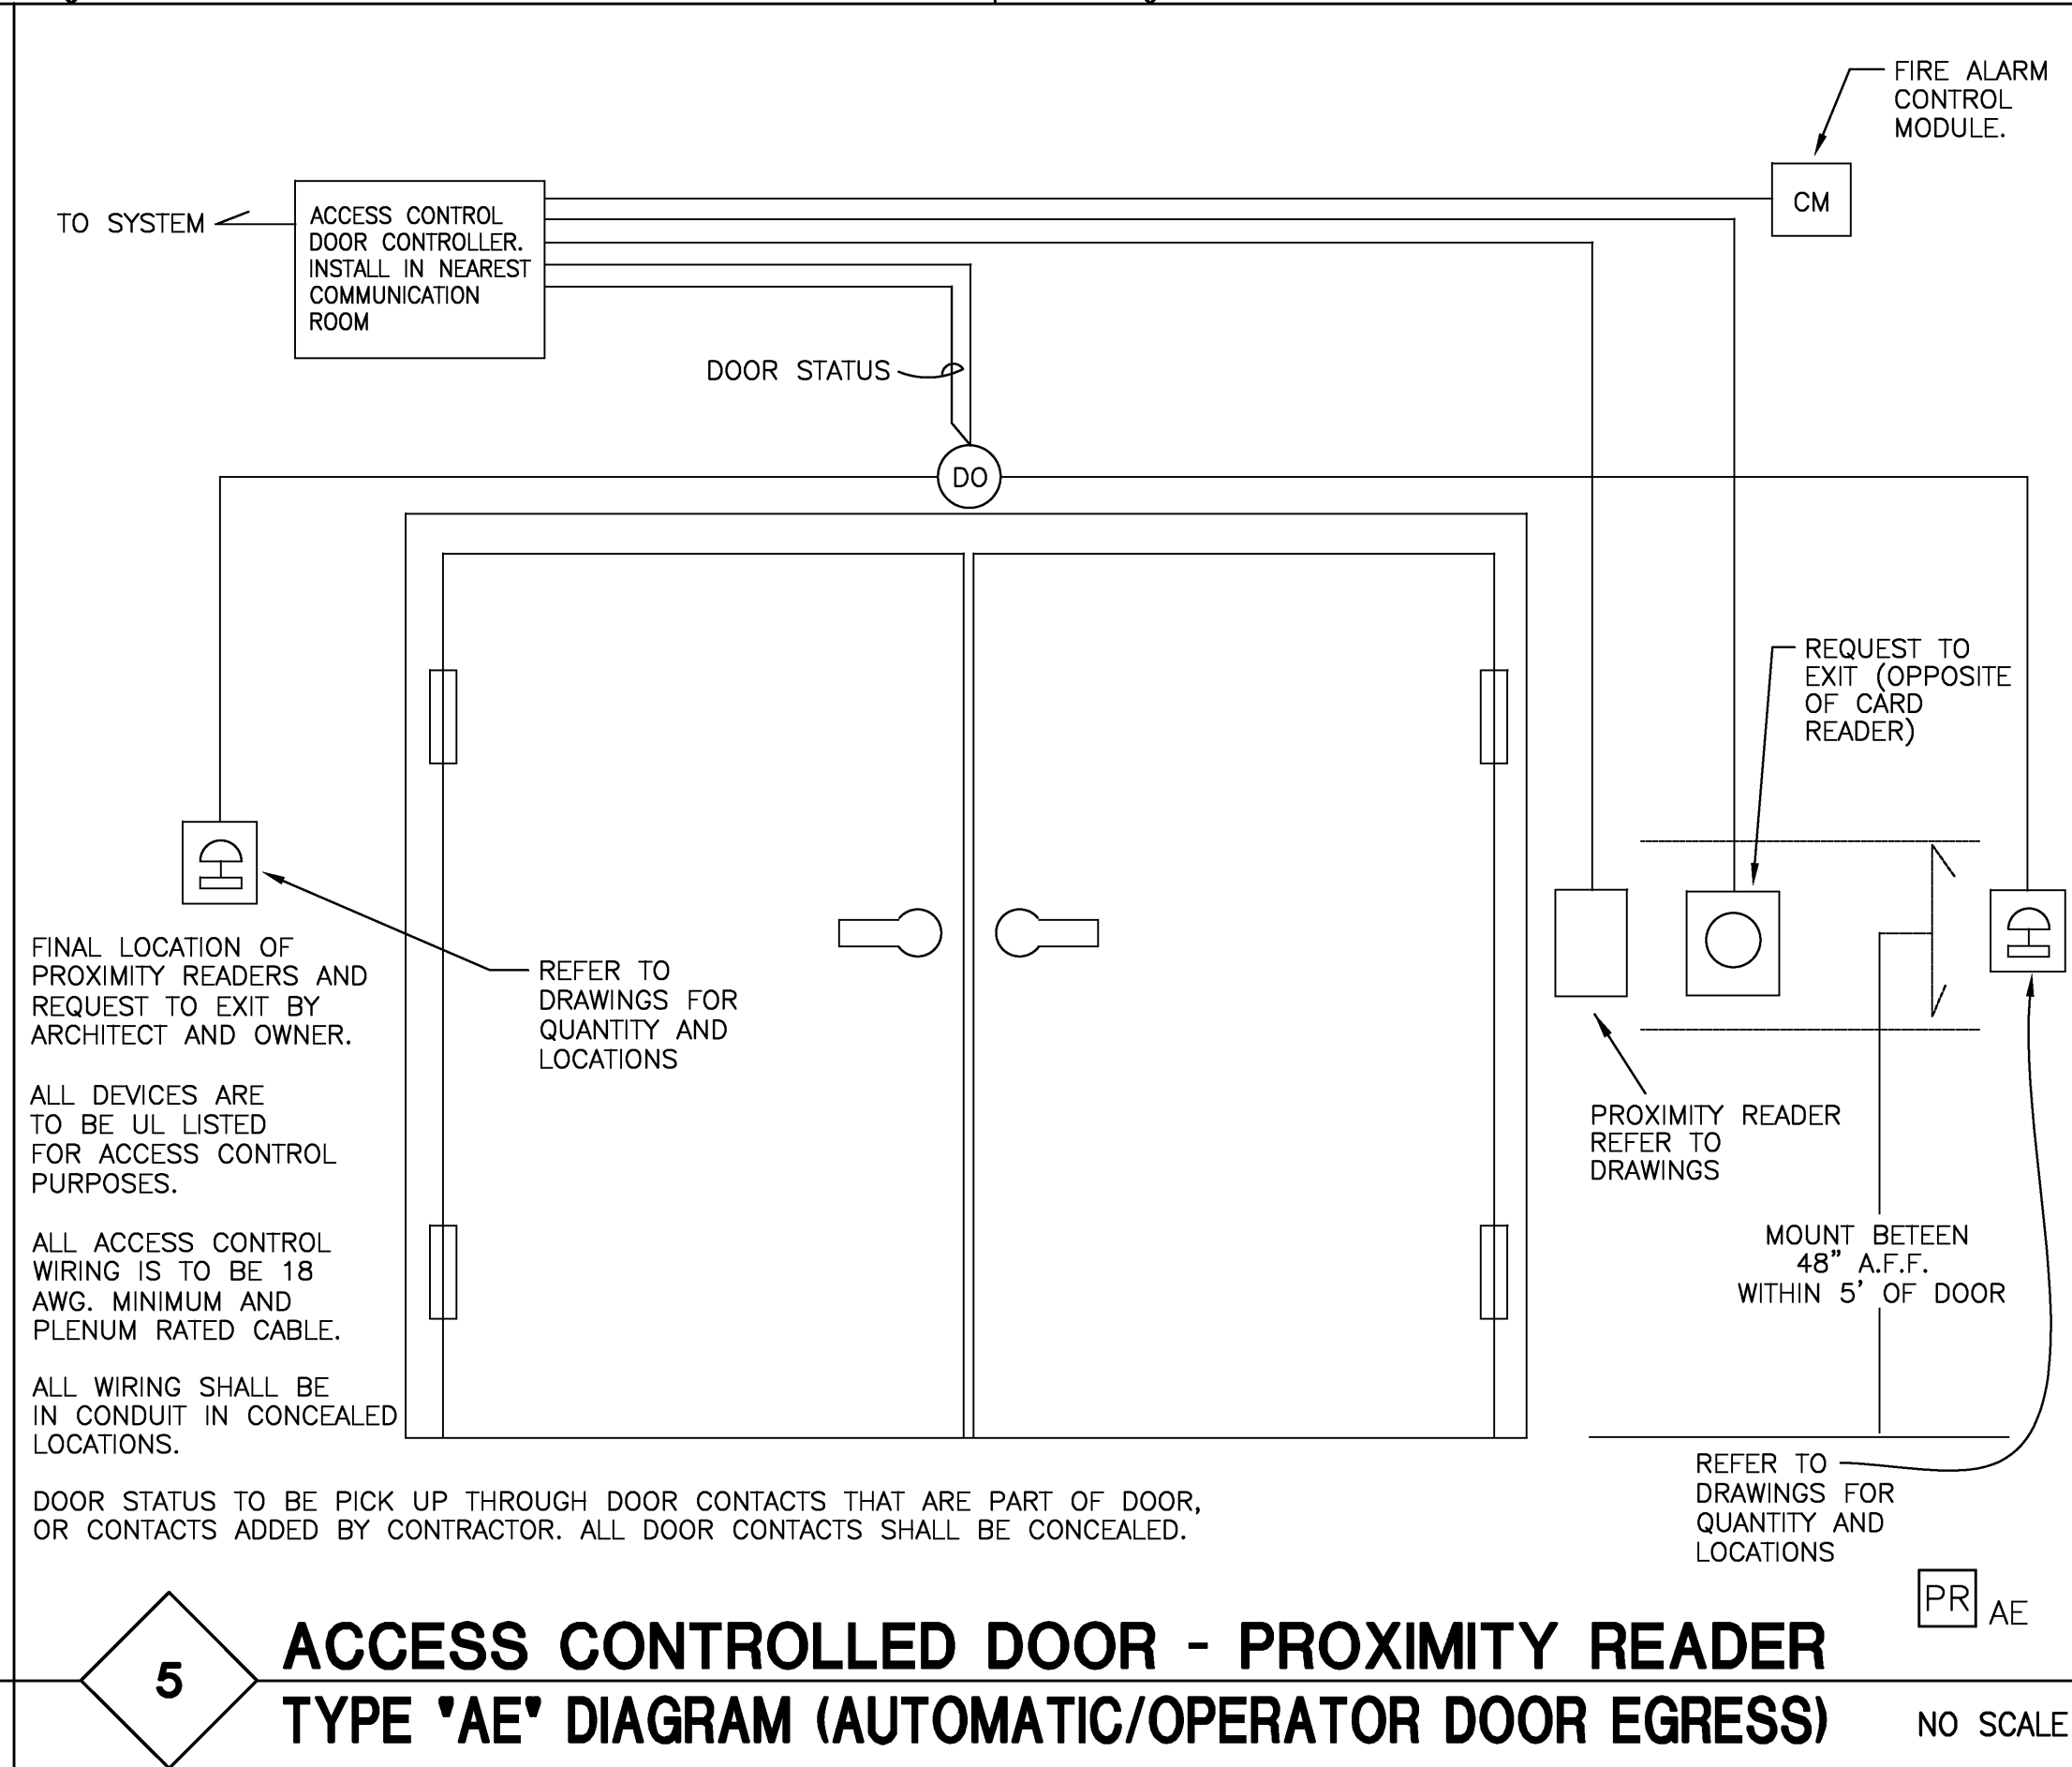 FIRE ALARM
CONTROL
MODULE.
CM
TO SYSTEM
ACCESS CONTROL
DOOR CONTROLLER.
INSTALL IN NEAREST
COMMUNICATION
ROOM
DOOR STATUS
DO
REQUEST TO
EXIT (OPPOSITE
OF CARD
READER)
FINAL LOCATION OF
PROXIMITY READERS AND
REQUEST TO EXIT BY
ARCHITECT AND OWNER.
REFER TO
DRAWINGS FOR
QUANTITY AND
LOCATIONS
ALL DEVICES ARE
TO BE UL LISTED
FOR ACCESS CONTROL
PURPOSES.
PROXIMITY READER
REFER TO
DRAWINGS
ALL ACCESS CONTROL
WIRING IS TO BE 18
AWG. MINIMUM AND
PLENUM RATED CABLE.
MOUNT BETEEN
48" A.F.F.
WITHIN 5' OF DOOR
ALL WIRING SHALL BE
IN CONDUIT IN CONCEALED
LOCATIONS.
REFER TO
DRAWINGS FOR
QUANTITY AND
LOCATIONS
DOOR STATUS TO BE PICK UP THROUGH DOOR CONTACTS THAT ARE PART OF DOOR,
OR CONTACTS ADDED BY CONTRACTOR. ALL DOOR CONTACTS SHALL BE CONCEALED.
PR AE
5
ACCESS CONTROLLED DOOR - PROXIMITY READER
TYPE "AE" DIAGRAM (AUTOMATIC/OPERATOR DOOR EGRESS)
NO SCALE